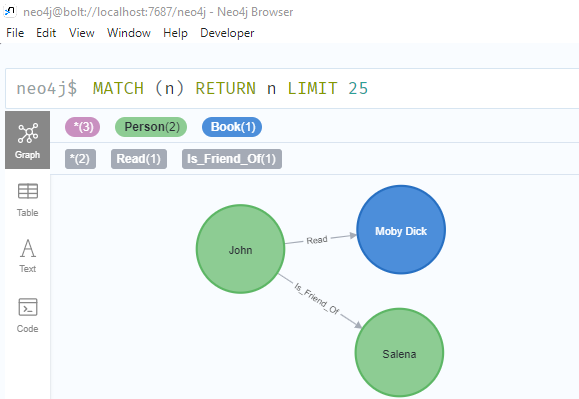 neo4j@bolt://localhost:7687/neo4j - Neo4j Browser
File Edit View Window Help Developer
neo4j$ MATCH (n) RETURN n LIMIT 25
*(3) Person(2) Book(1)
*(2) Read(1) Is_Friend_Of(1)
Graph
Table
Text
Code
John
Read
Moby Dick
Is_Friend_Of
Salena